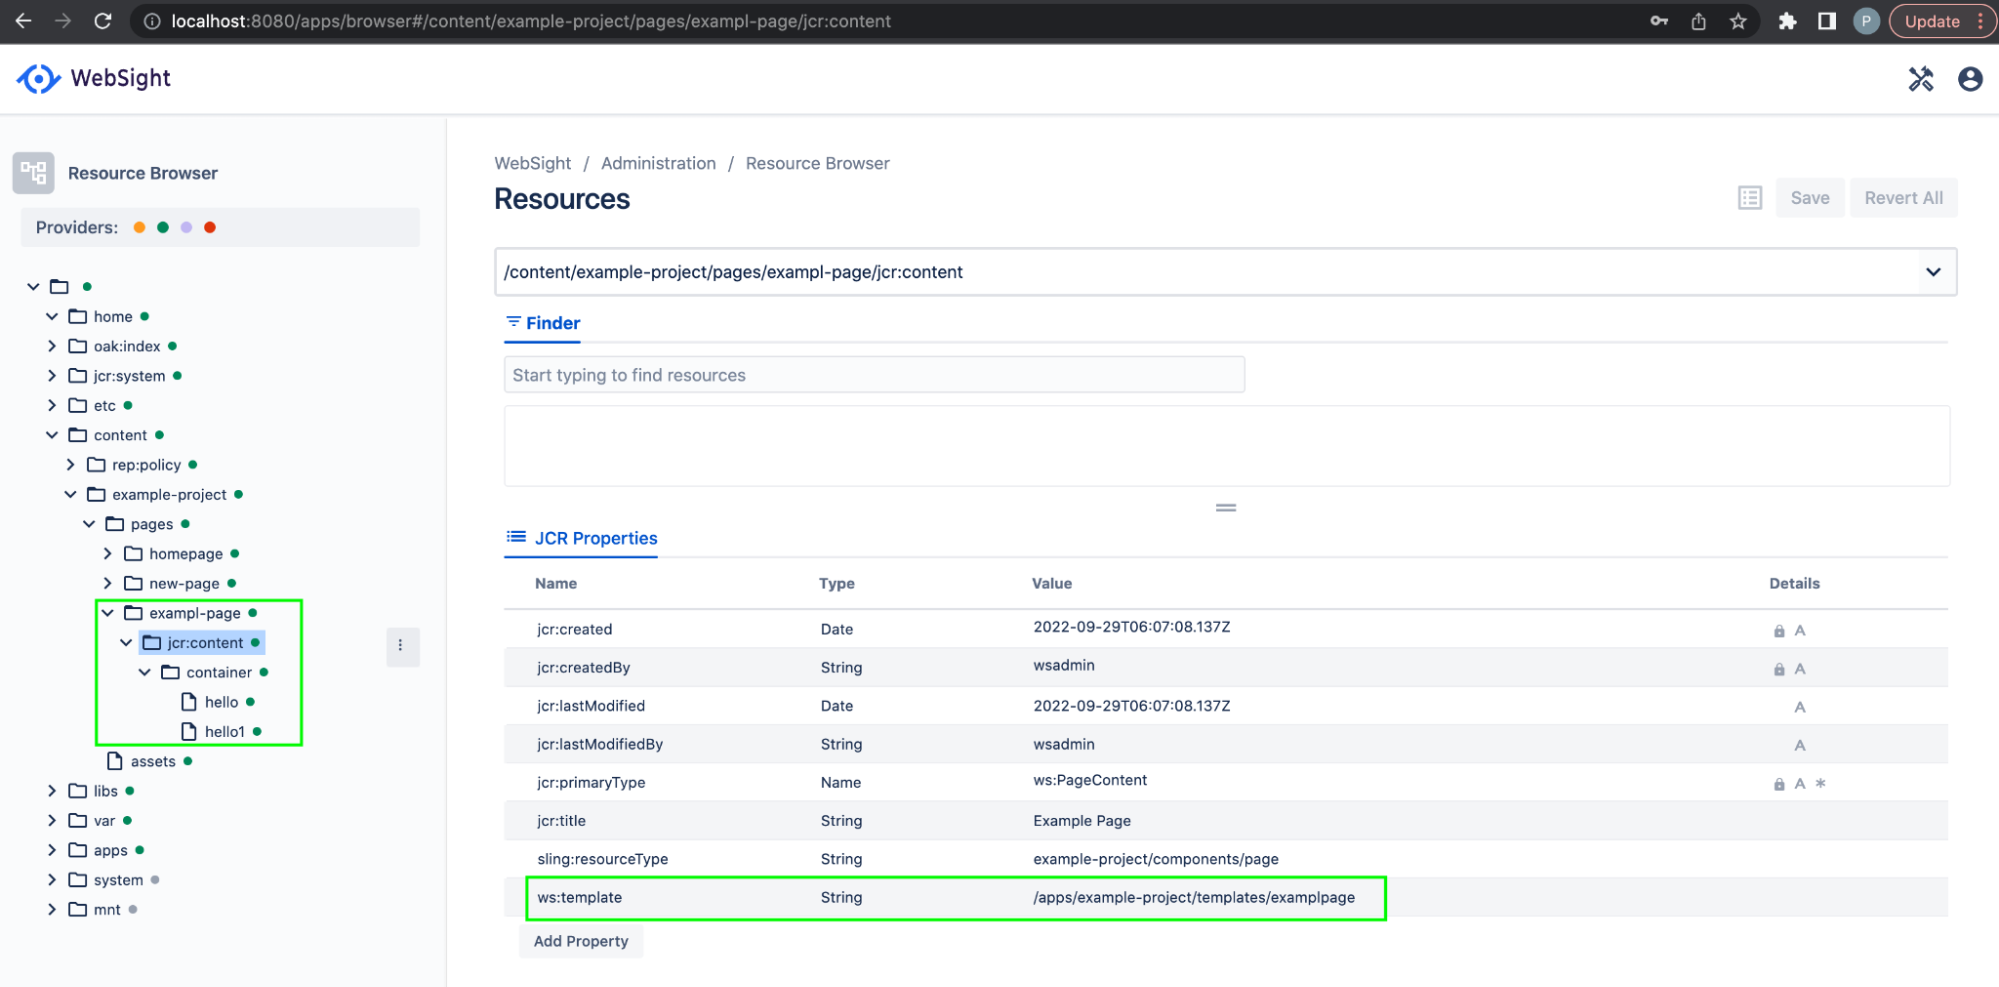 localhost:8080/apps/browser#/content/example-project/pages/exampl-page/jcr:content
P
Update
WebSight
Resource Browser
Providers:
home
oak:index
jcr:system
etc
content
rep:policy
example-project
pages
homepage
new-page
exampl-page
jcr:content
container
hello
hello1
assets
libs
var
apps
system
mnt
WebSight / Administration / Resource Browser
Resources
Save
Revert All
/content/example-project/pages/exampl-page/jcr:content
Finder
Start typing to find resources
JCR Properties
Name Type Value Details
jcr:created Date 2022-09-29T06:07:08.137Z A
jcr:createdBy String wsadmin A
jcr:lastModified Date 2022-09-29T06:07:08.137Z A
jcr:lastModifiedBy String wsadmin A
jcr:primaryType Name ws:PageContent A *
jcr:title String Example Page
sling:resourceType String example-project/components/page
ws:template String /apps/example-project/templates/examplpage
Add Property